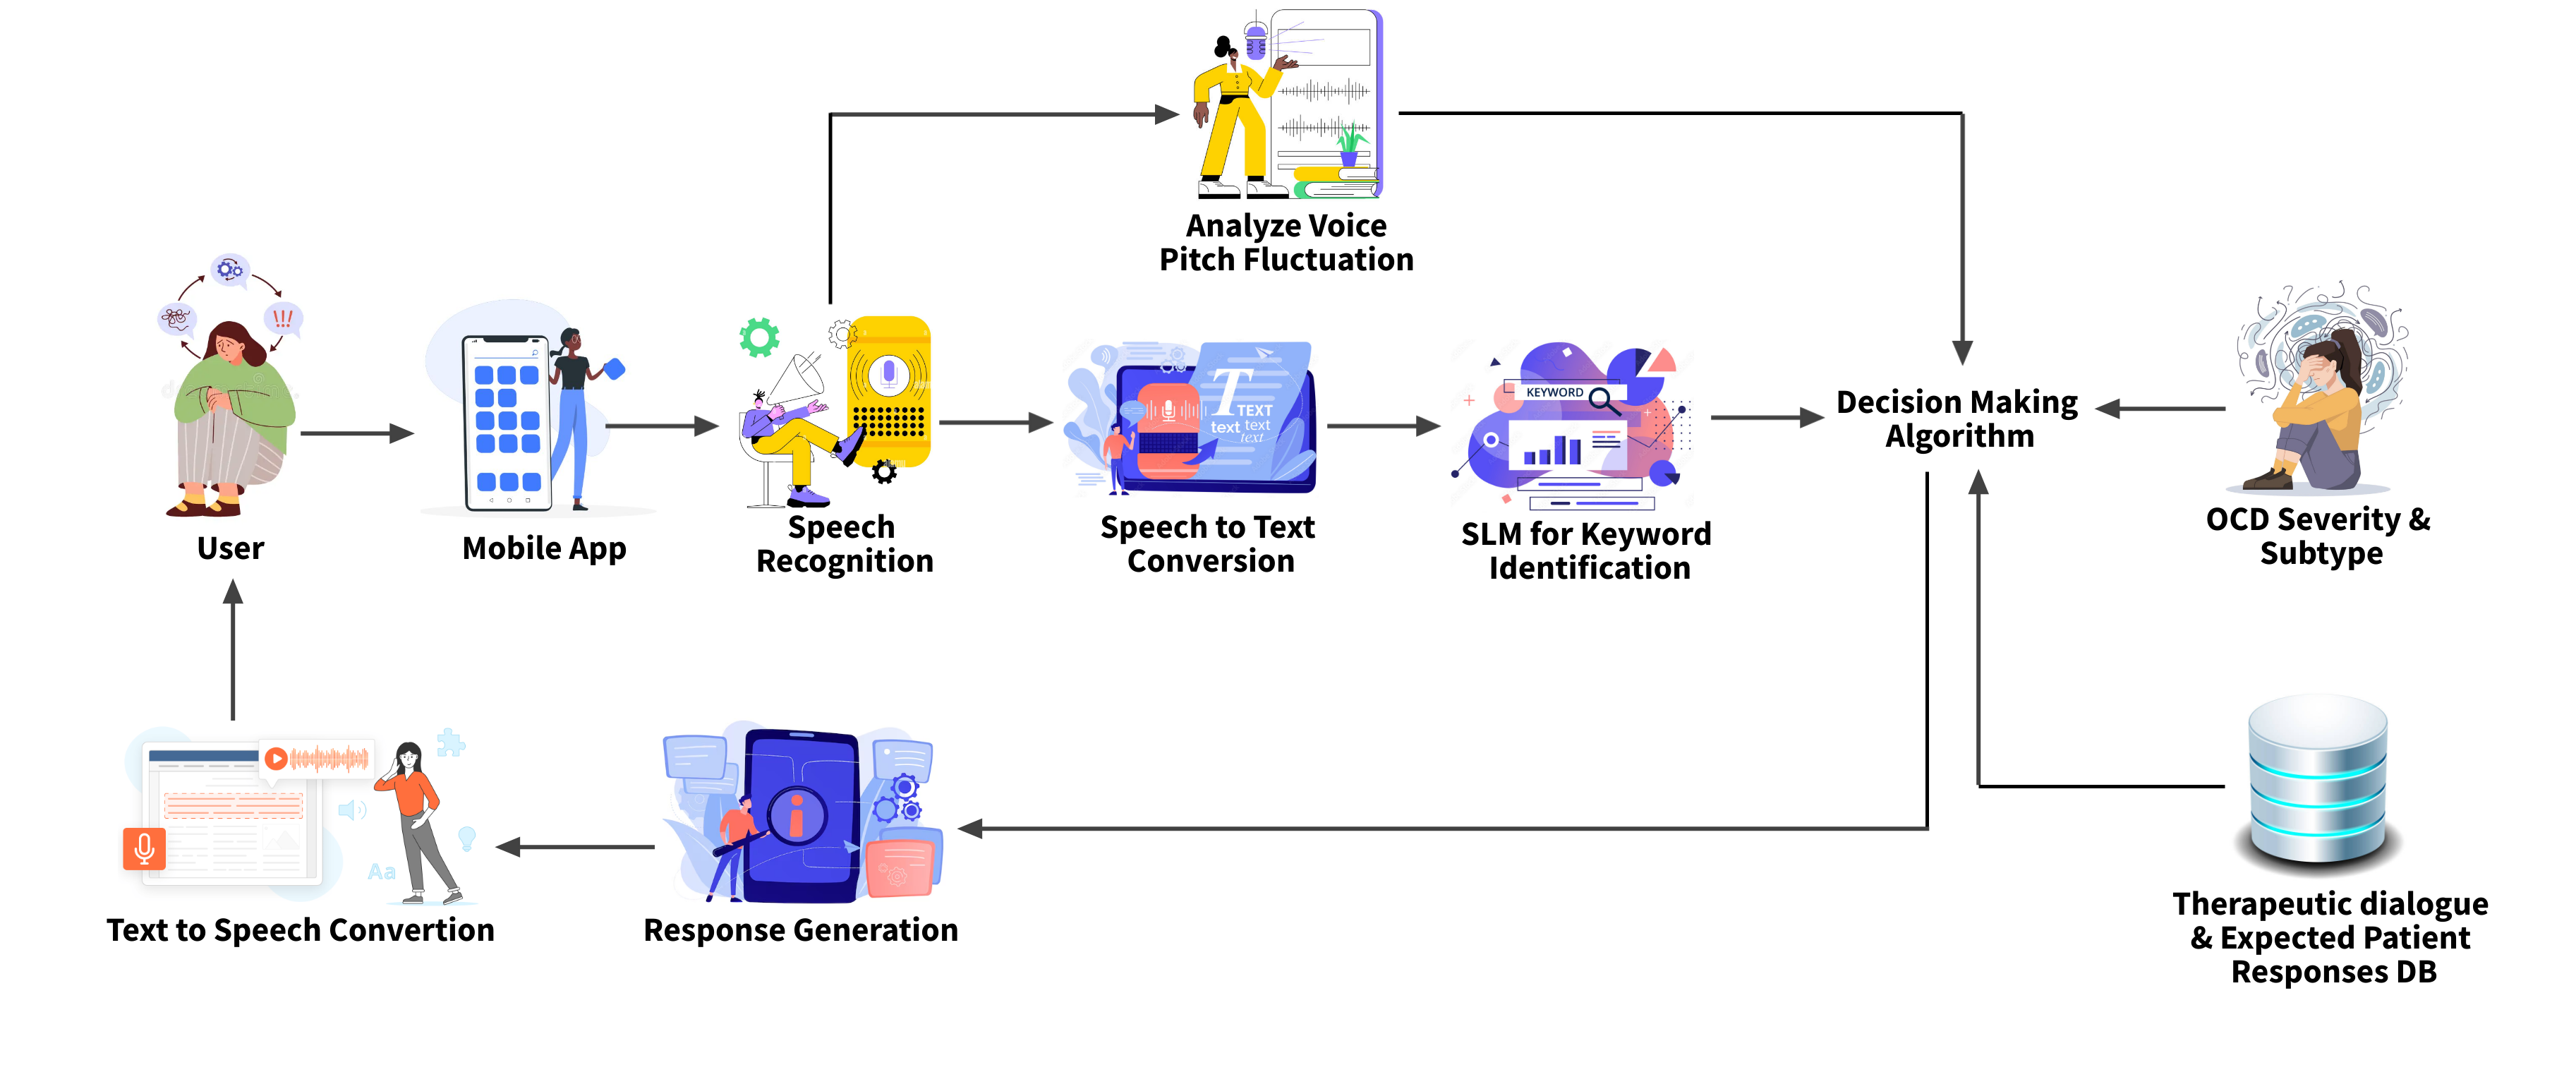 Analyze Voice
Pitch Fluctuation
!!!
User
Mobile App
Speech
Recognition
T TEXT
text text
text
Speech to Text
Conversion
KEYWORD
SLM for Keyword
Identification
Decision Making
Algorithm
OCD Severity &
Subtype
Aa
Text to Speech Convertion
i
Response Generation
Therapeutic dialogue
& Expected Patient
Responses DB